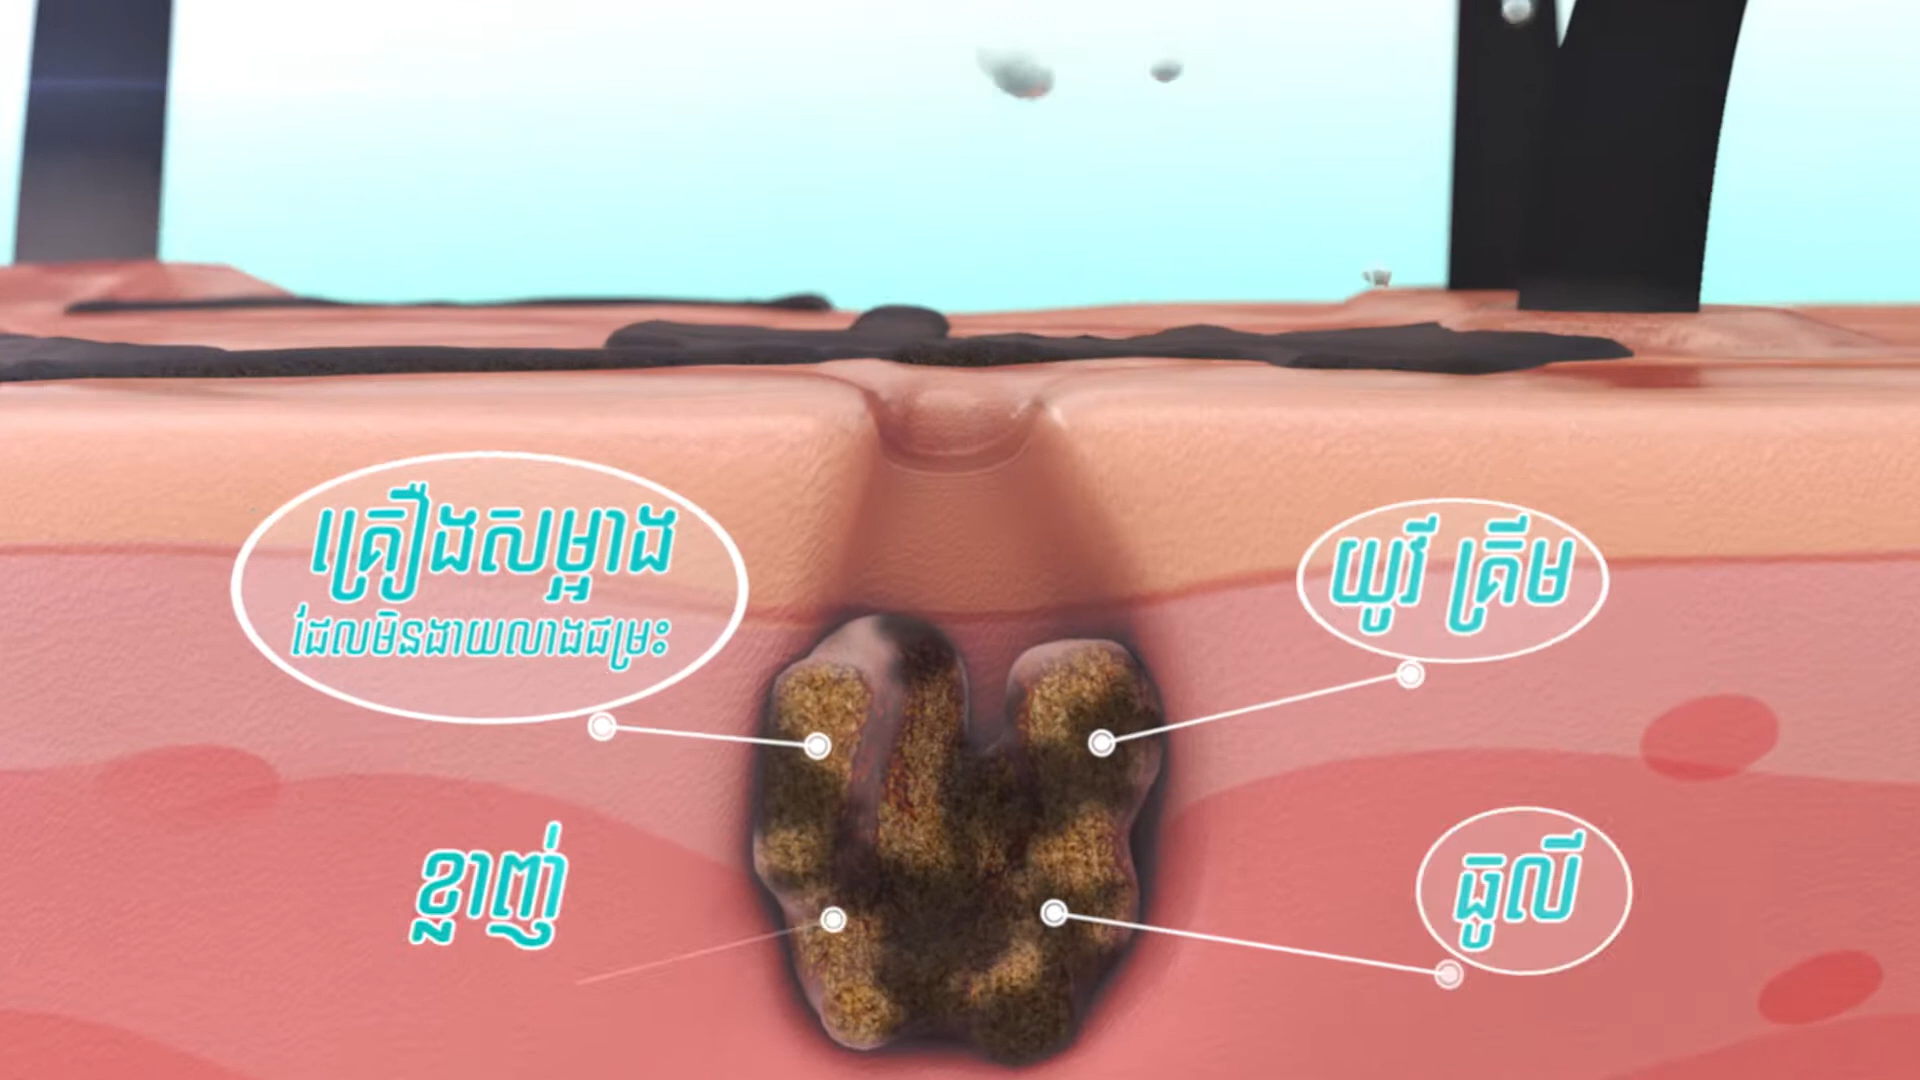 គ្រឿងសម្អាង
ដែលមិនងាយលាងជម្រះ
យូវី គ្រីម
ខ្លាញ់
ធូលី